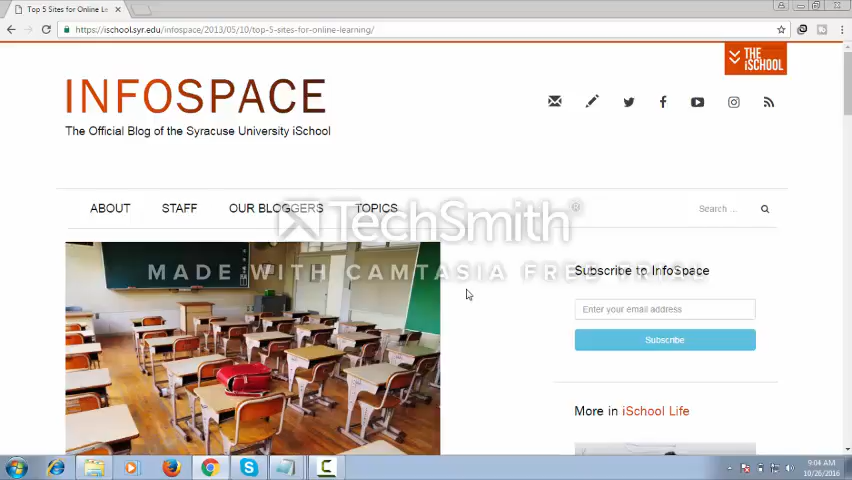 Top 5 Sites for Online Le
https://ischool.syr.edu/infospace/2013/05/10/top-5-sites-for-online-learning/
THE
iSCHOOL
INFOSPACE
The Official Blog of the Syracuse University iSchool
ABOUT STAFF OUR BLOGGERS TOPICS
Search ...
TechSmith®
MADE WITH CAMTASIA FREE TRIAL
Subscribe to InfoSpace
Enter your email address
Subscribe
More in iSchool Life
9:04 AM
10/26/2016